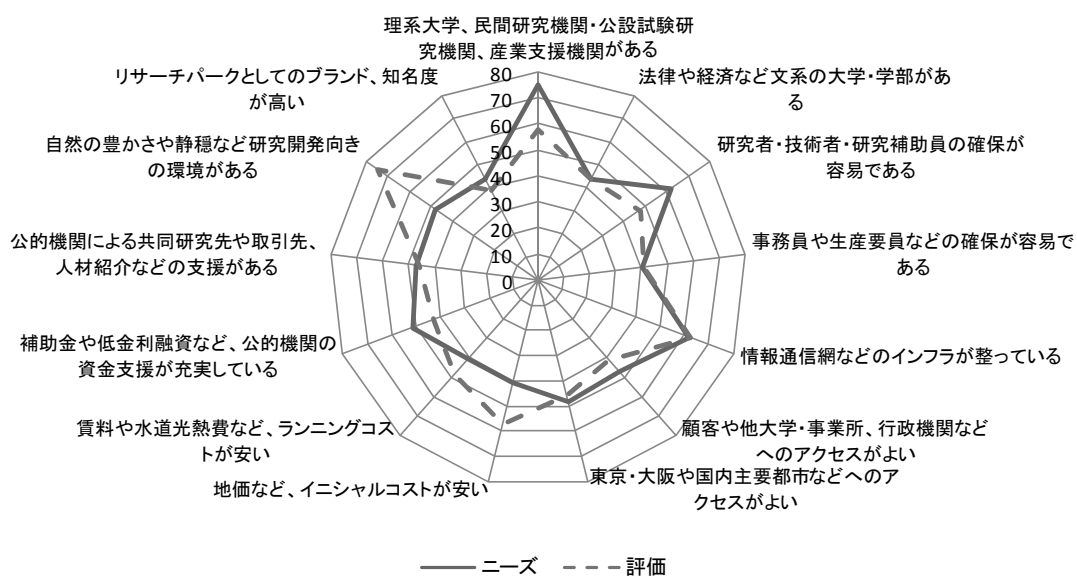 理系大学、民間研究機関・公設試験研
究機関、産業支援機関がある
法律や経済など文系の大学・学部があ
る
研究者・技術者・研究補助員の確保が
容易である
事務員や生産要員などの確保が容易で
ある
情報通信網などのインフラが整っている
顧客や他大学・事業所、行政機関など
へのアクセスがよい
東京・大阪や国内主要都市などへのア
クセスがよい
地価など、イニシャルコストが安い
賃料や水道光熱費など、ランニングコス
トが安い
補助金や低金利融資など、公的機関の
資金支援が充実している
公的機関による共同研究先や取引先、
人材紹介などの支援がある
自然の豊かさや静穏など研究開発向き
の環境がある
リサーチパークとしてのブランド、知名度
が高い
80
70
60
50
40
30
20
10
0
ニーズ
評価